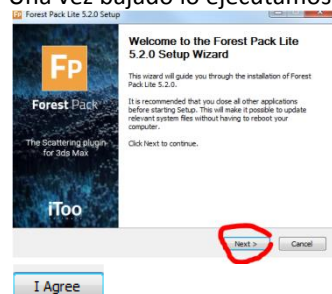 Una vez bajado lo ejecutamos
Forest Pack Lite 5.2.0 Setup
Fp
Forest Pack
The Scattering plugin
for 3ds Max
iToo
Welcome to the Forest Pack Lite
5.2.0 Setup Wizard
This wizard will guide you through the installation of Forest
Pack Lite 5.2.0.
It is recommended that you close all other applications
before starting Setup. This will make it possible to update
relevant system files without having to reboot your
computer.
Click Next to continue.
Next >
Cancel
I Agree